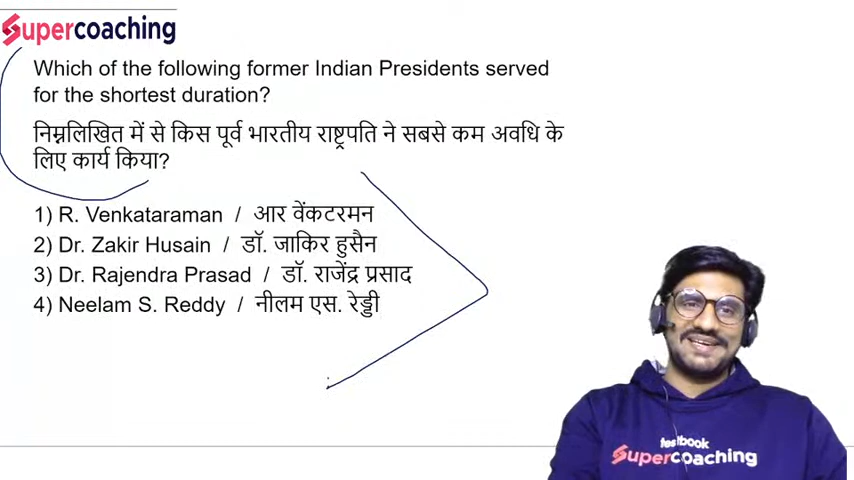 Supercoaching
Which of the following former Indian Presidents served
for the shortest duration?
निम्नलिखित में से किस पूर्व भारतीय राष्ट्रपति ने सबसे कम अवधि के
लिए कार्य किया?
1) R. Venkataraman / आर वेंकटरमन
2) Dr. Zakir Husain / डॉ. जाकिर हुसैन
3) Dr. Rajendra Prasad / डॉ. राजेंद्र प्रसाद
4) Neelam S. Reddy / नीलम एस. रेड्डी
testbook
Supercoaching